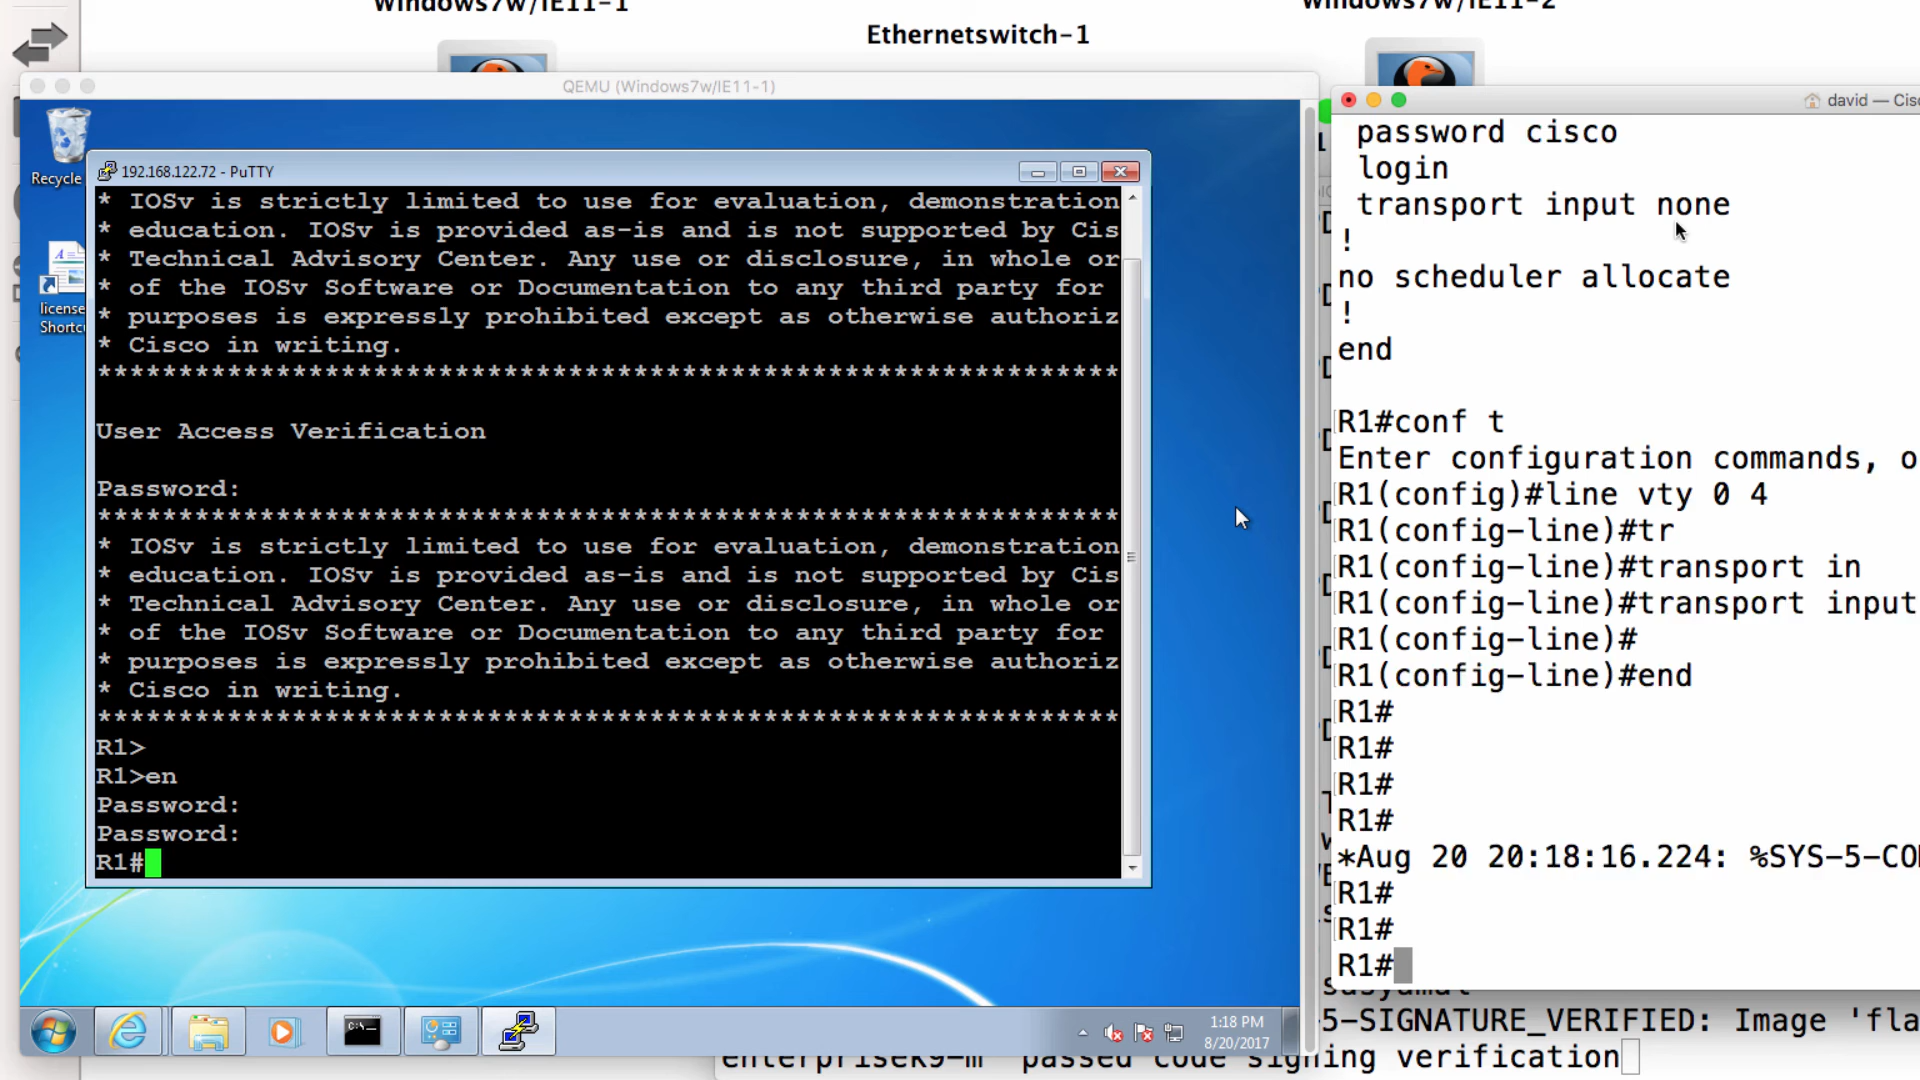 Windows7w/IE11-1
Windows7w/IE11-2
Ethernetswitch-1
QEMU (Windows7w/IE11-1)
Recycle
license
Shortcu
192.168.122.72 - PuTTY
* IOSv is strictly limited to use for evaluation, demonstration
* education. IOSv is provided as-is and is not supported by Cis
* Technical Advisory Center. Any use or disclosure, in whole or
* of the IOSv Software or Documentation to any third party for
* purposes is expressly prohibited except as otherwise authoriz
* Cisco in writing.
***************************************************************
User Access Verification
Password:
***************************************************************
* IOSv is strictly limited to use for evaluation, demonstration
* education. IOSv is provided as-is and is not supported by Cis
* Technical Advisory Center. Any use or disclosure, in whole or
* of the IOSv Software or Documentation to any third party for
* purposes is expressly prohibited except as otherwise authoriz
* Cisco in writing.
***************************************************************
R1>
R1>en
Password:
Password:
R1#
1:18 PM
8/20/2017
david — Cisc
password cisco
login
transport input none
!
no scheduler allocate
!
end
R1#conf t
Enter configuration commands, o
R1(config)#line vty 0 4
R1(config-line)#tr
R1(config-line)#transport in
R1(config-line)#transport input
R1(config-line)#
R1(config-line)#end
R1#
R1#
R1#
R1#
*Aug 20 20:18:16.224: %SYS-5-CO
R1#
R1#
R1#
-5-SIGNATURE_VERIFIED: Image 'fla
enterprisek9-m passed code signing verification